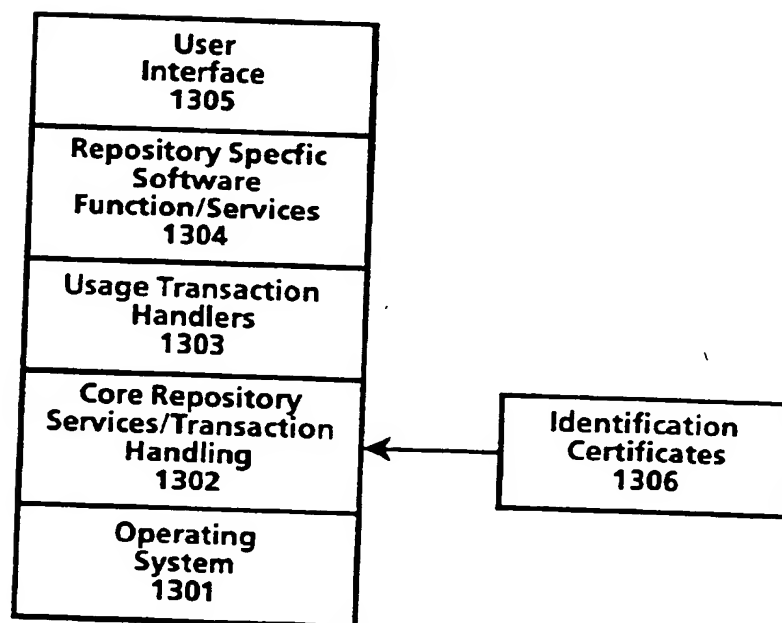 User
Interface
1305
Repository Specfic
Software
Function/Services
1304
Usage Transaction
Handlers
1303
Core Repository
Services/Transaction
Handling
1302
Operating
System
1301
Identification
Certificates
1306